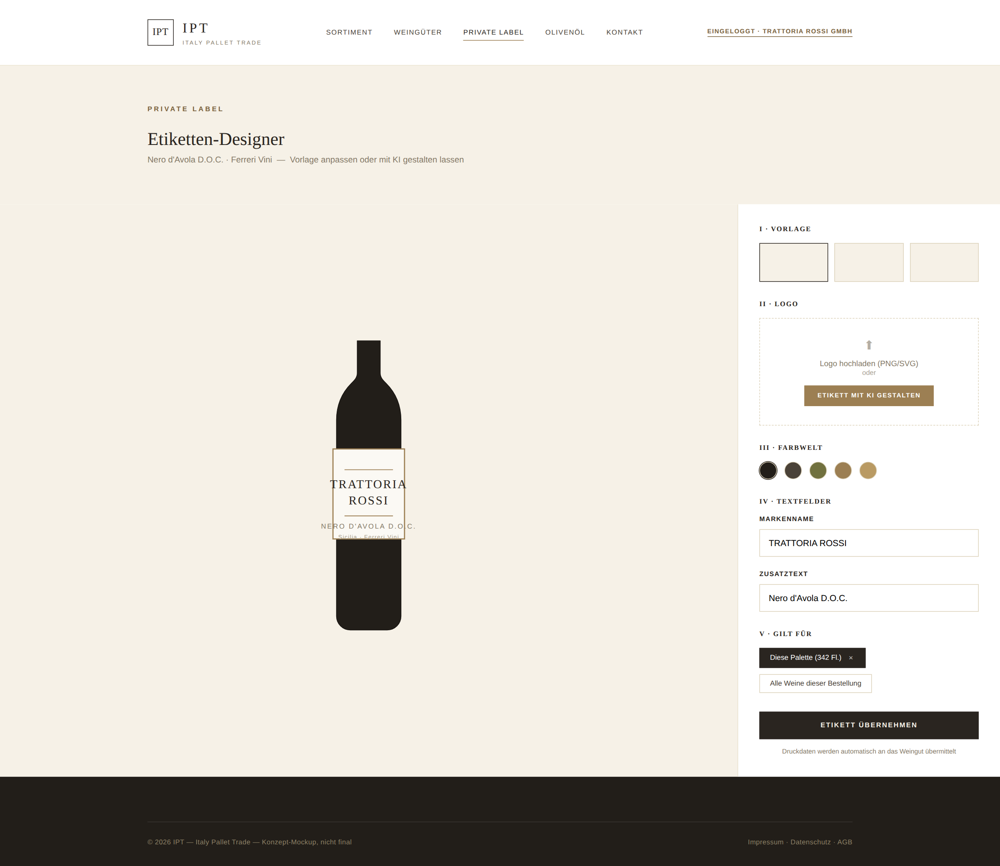 IPT
IPT
ITALY PALLET TRADE
SORTIMENT
WEINGÜTER
PRIVATE LABEL
OLIVENÖL
KONTAKT
EINGELOGGT · TRATTORIA ROSSI GMBH
PRIVATE LABEL
Etiketten-Designer
Nero d'Avola D.O.C. · Ferreri Vini — Vorlage anpassen oder mit KI gestalten lassen
TRATTORIA
ROSSI
NERO D'AVOLA D.O.C.
Sicilia · Ferreri Vini
I · VORLAGE
II · LOGO
Logo hochladen (PNG/SVG)
oder
ETIKETT MIT KI GESTALTEN
III · FARBWELT
IV · TEXTFELDER
MARKENNAME
TRATTORIA ROSSI
ZUSATZTEXT
Nero d'Avola D.O.C.
V · GILT FÜR
Diese Palette (342 Fl.) ×
Alle Weine dieser Bestellung
ETIKETT ÜBERNEHMEN
Druckdaten werden automatisch an das Weingut übermittelt
© 2026 IPT — Italy Pallet Trade — Konzept-Mockup, nicht final
Impressum · Datenschutz · AGB